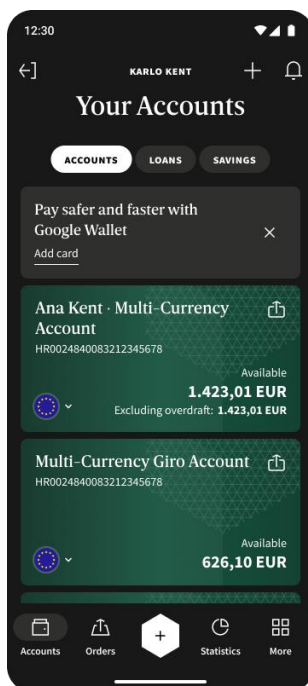 12:30
KARLO KENT
Your Accounts
ACCOUNTS LOANS SAVINGS
Pay safer and faster with
Google Wallet
Add card
Ana Kent · Multi-Currency
Account
HR0024840083212345678
Available
1.423,01 EUR
Excluding overdraft: 1.423,01 EUR
Multi-Currency Giro Account
HR0024840083212345678
Available
626,10 EUR
Accounts Orders Statistics More